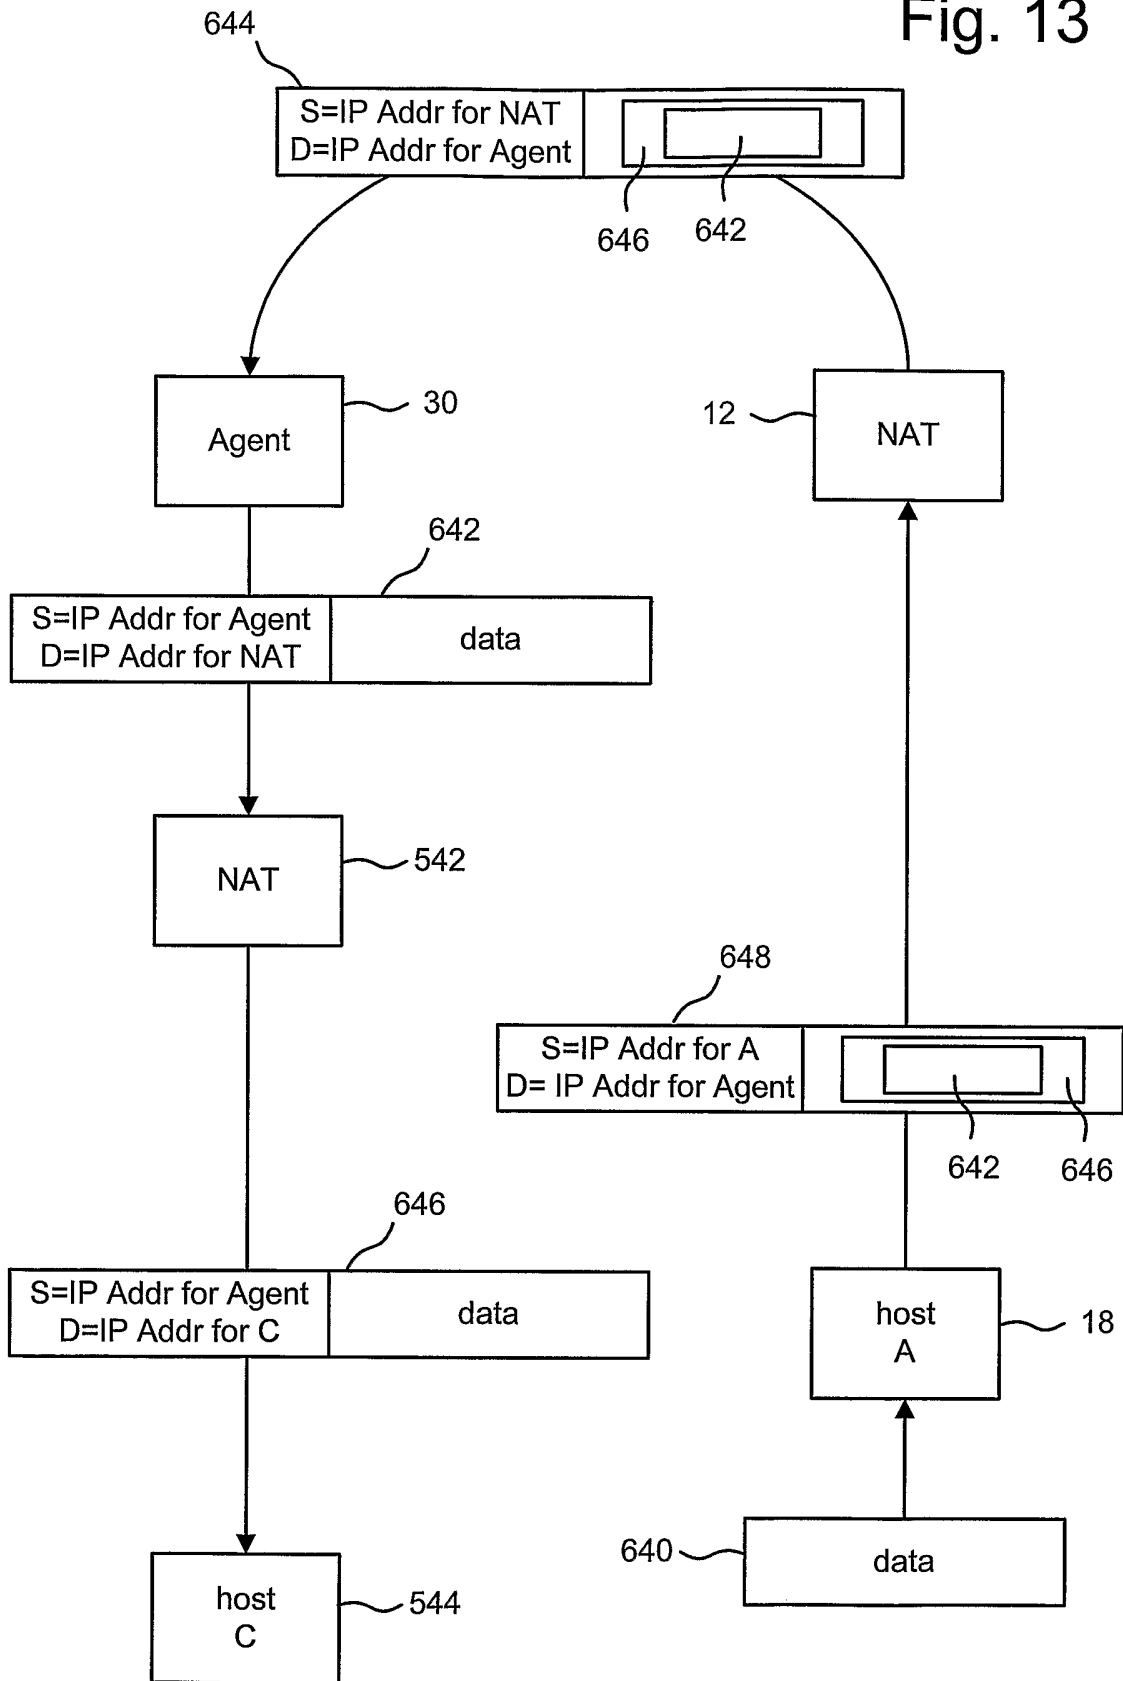 Fig. 13
644
S=IP Addr for NAT
D=IP Addr for Agent
646
642
30
Agent
12
NAT
642
S=IP Addr for Agent
D=IP Addr for NAT
data
NAT
542
648
S=IP Addr for A
D= IP Addr for Agent
642
646
646
S=IP Addr for Agent
D=IP Addr for C
data
host
A
18
640
data
host
C
544